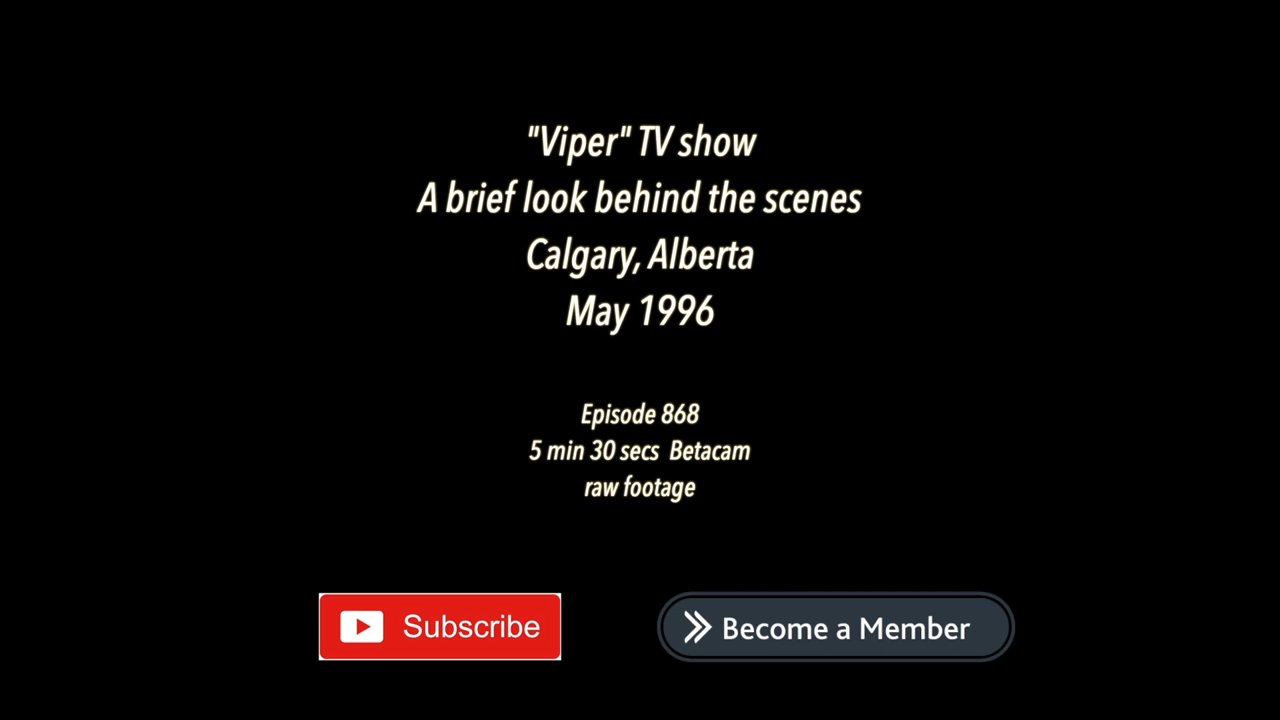 "Viper" TV show
A brief look behind the scenes
Calgary, Alberta
May 1996
Episode 868
5 min 30 secs  Betacam
raw footage
Subscribe
Become a Member